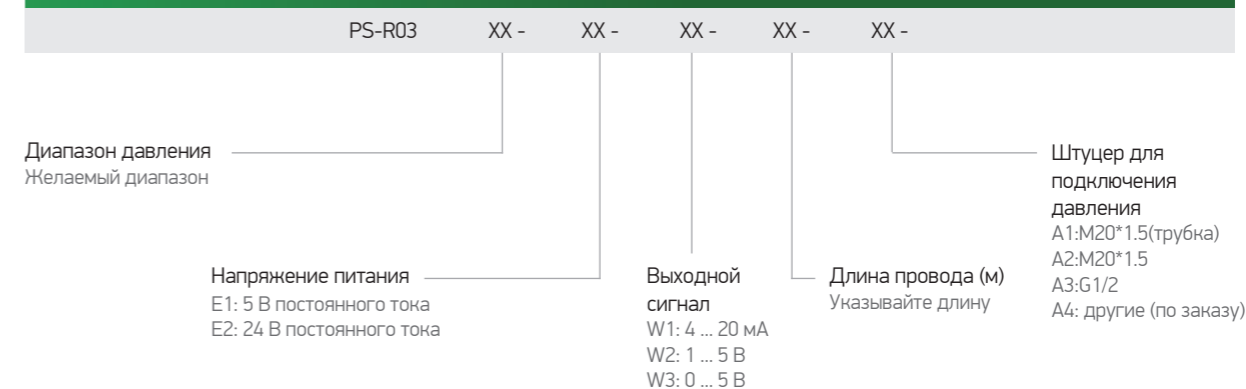 PS-R03 XX - XX - XX - XX - XX -
Диапазон давления
Желаемый диапазон
Напряжение питания
E1: 5 В постоянного тока
E2: 24 В постоянного тока
Выходной
сигнал
W1: 4 ... 20 мА
W2: 1 ... 5 В
W3: 0 ... 5 В
Длина провода (м)
Указывайте длину
Штуцер для
подключения
давления
A1:M20*1.5(трубка)
A2:M20*1.5
A3:G1/2
A4: другие (по заказу)